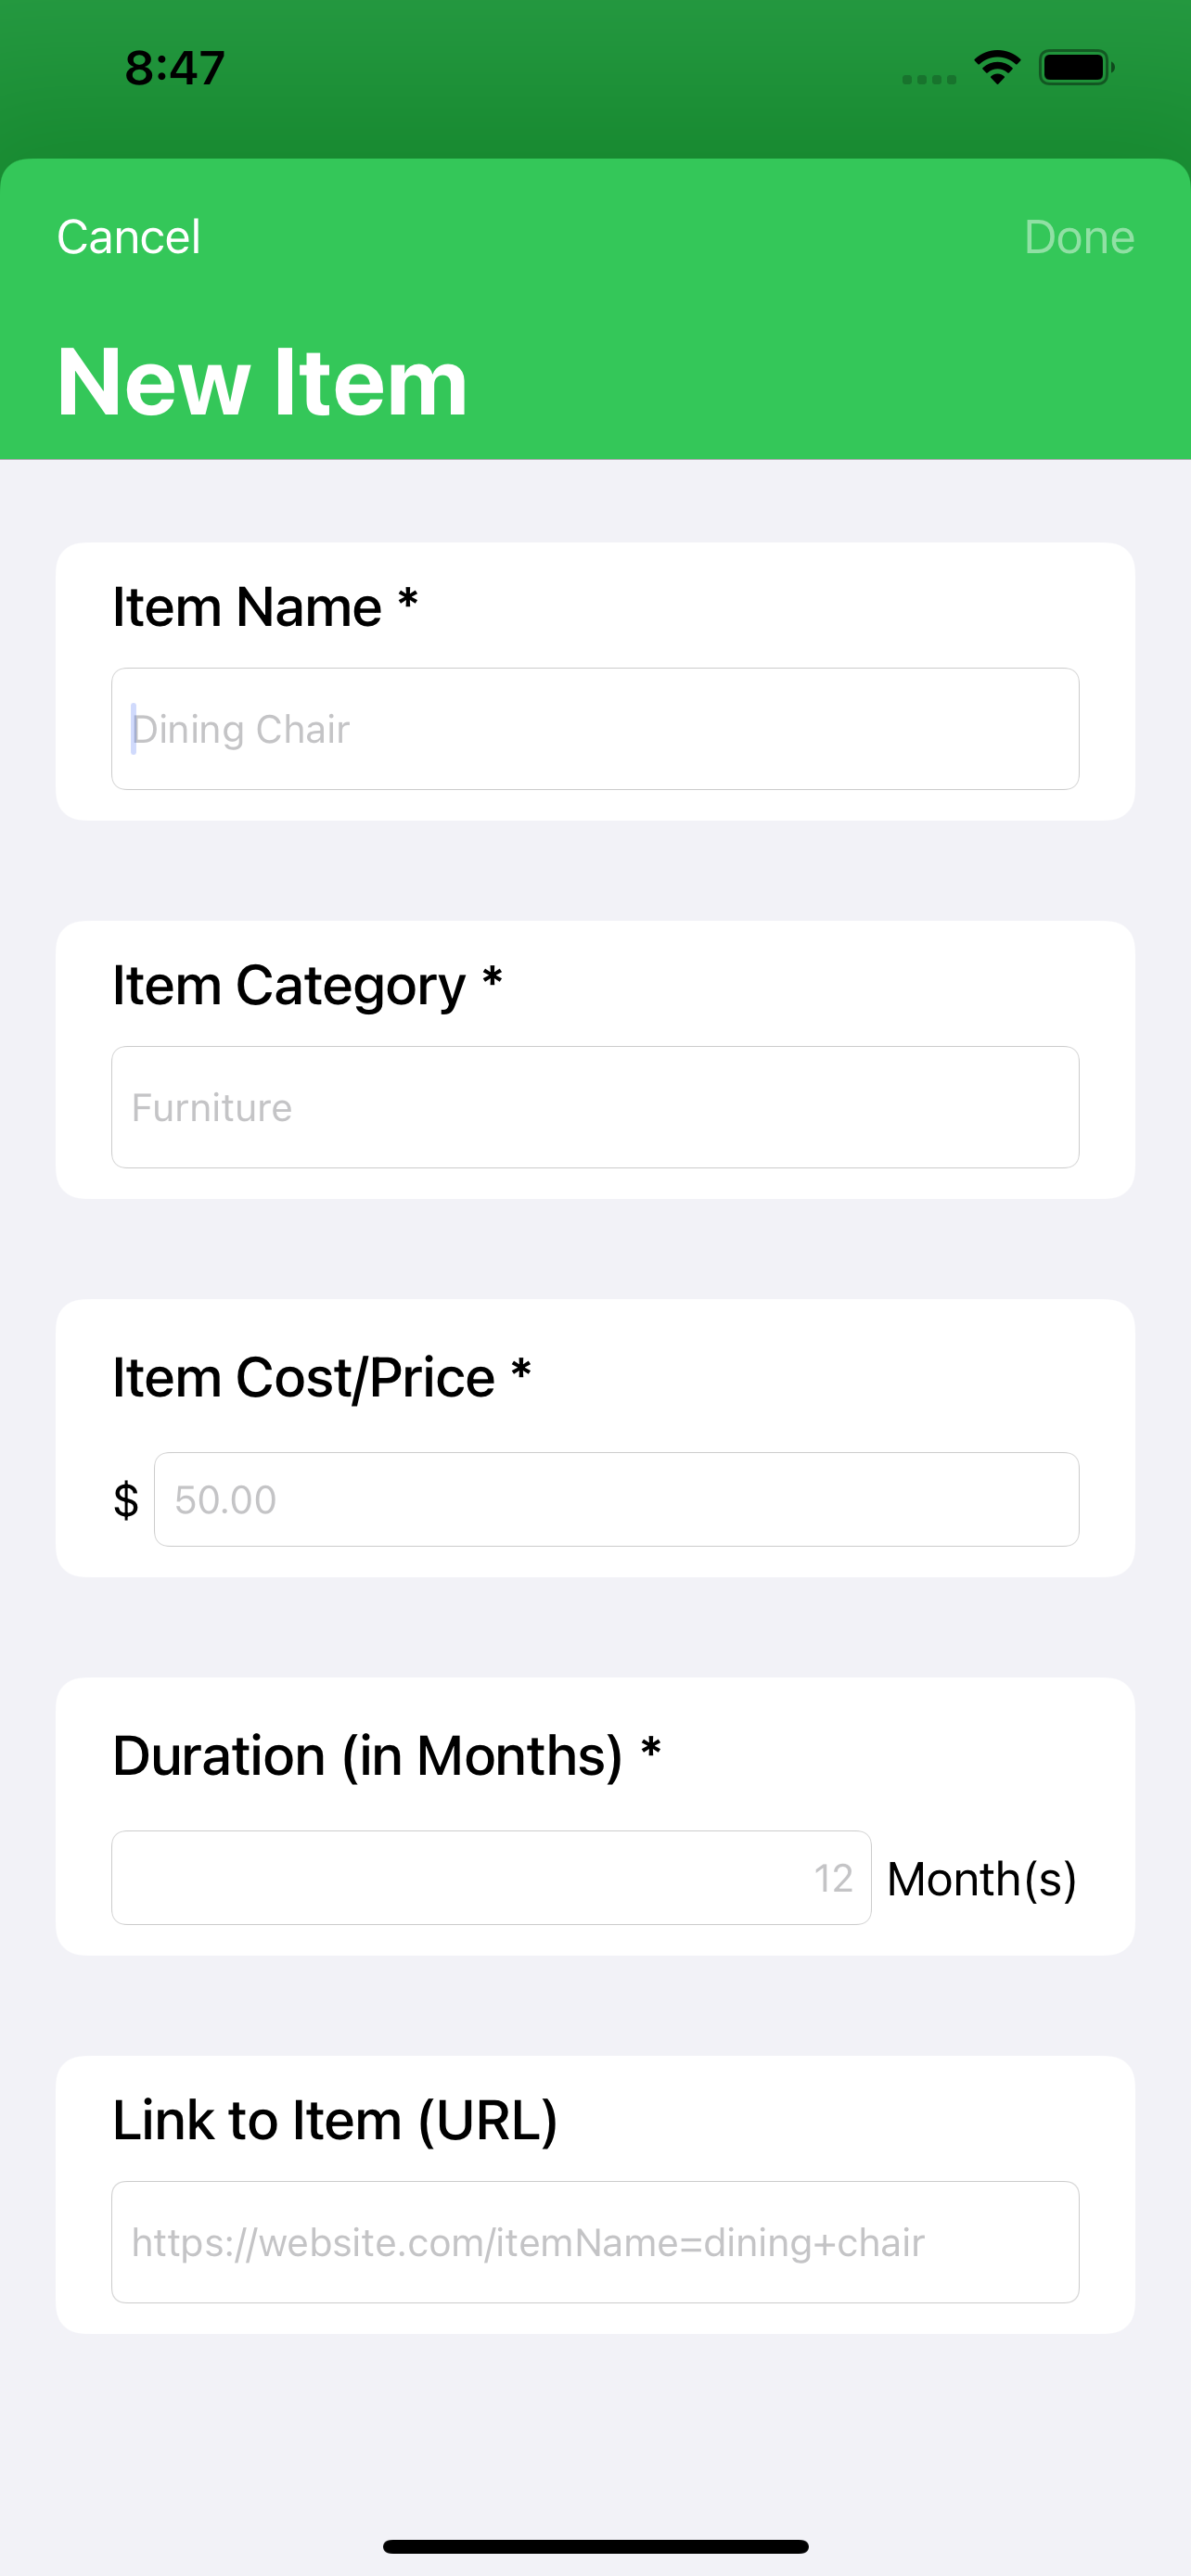 8:47
Cancel Done
New Item
Item Name *
Dining Chair
Item Category *
Furniture
Item Cost/Price *
$ 50.00
Duration (in Months) *
12 Month(s)
Link to Item (URL)
https://website.com/itemName=dining+chair